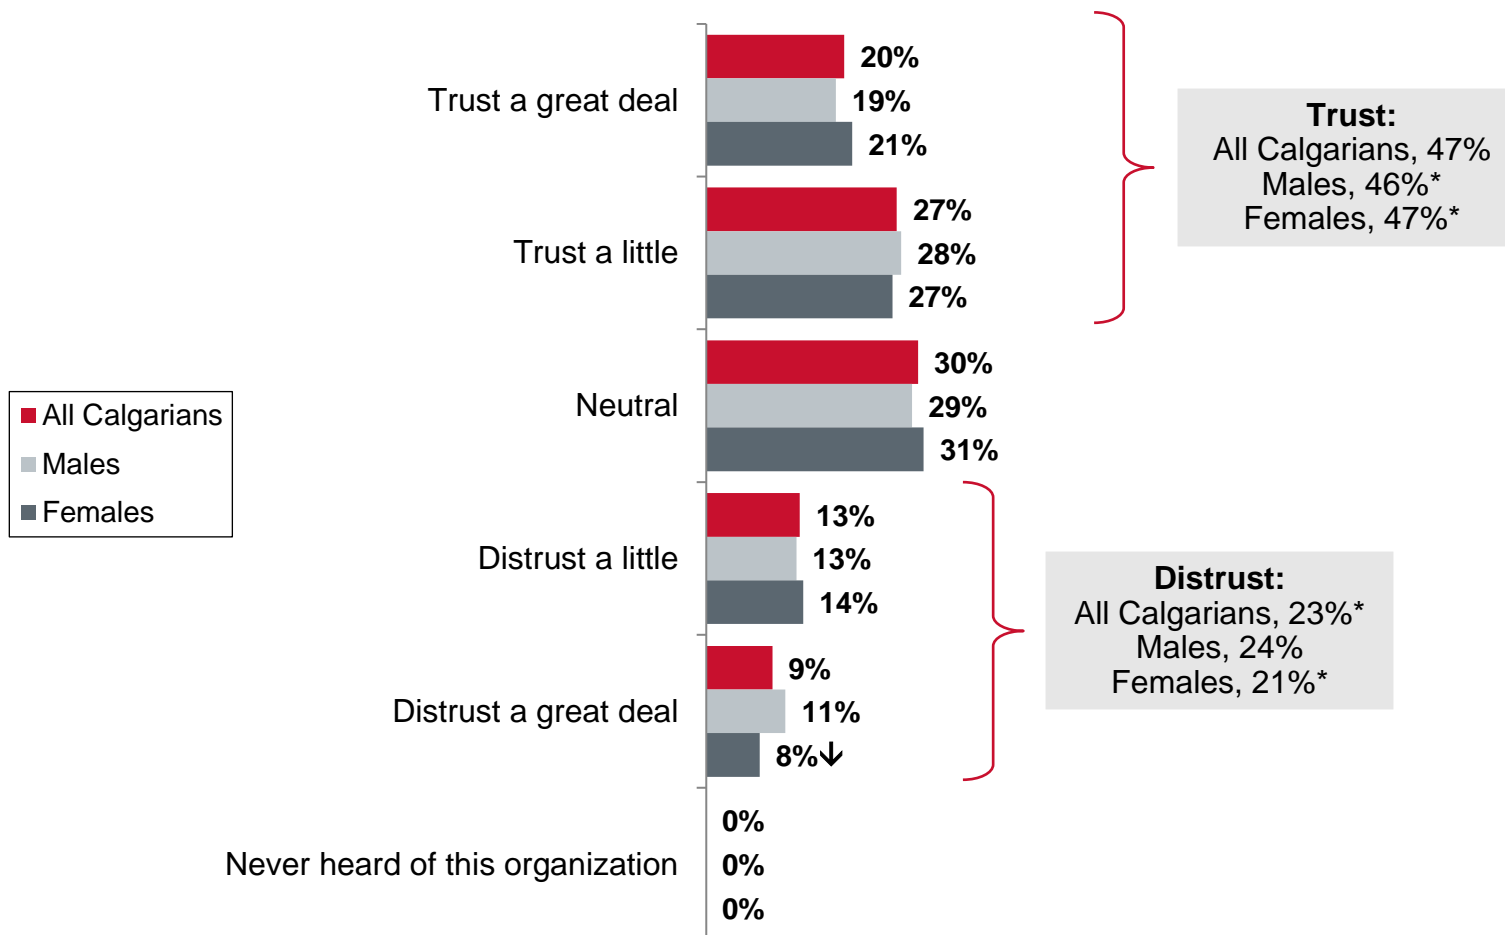 Trust a great deal
20%
19%
21%
Trust a little
27%
28%
27%
Neutral
30%
29%
31%
Distrust a little
13%
13%
14%
Distrust a great deal
9%
11%
8%↓
Never heard of this organization
0%
0%
0%
All Calgarians
Males
Females
Trust:
All Calgarians, 47%
Males, 46%*
Females, 47%*
Distrust:
All Calgarians, 23%*
Males, 24%
Females, 21%*